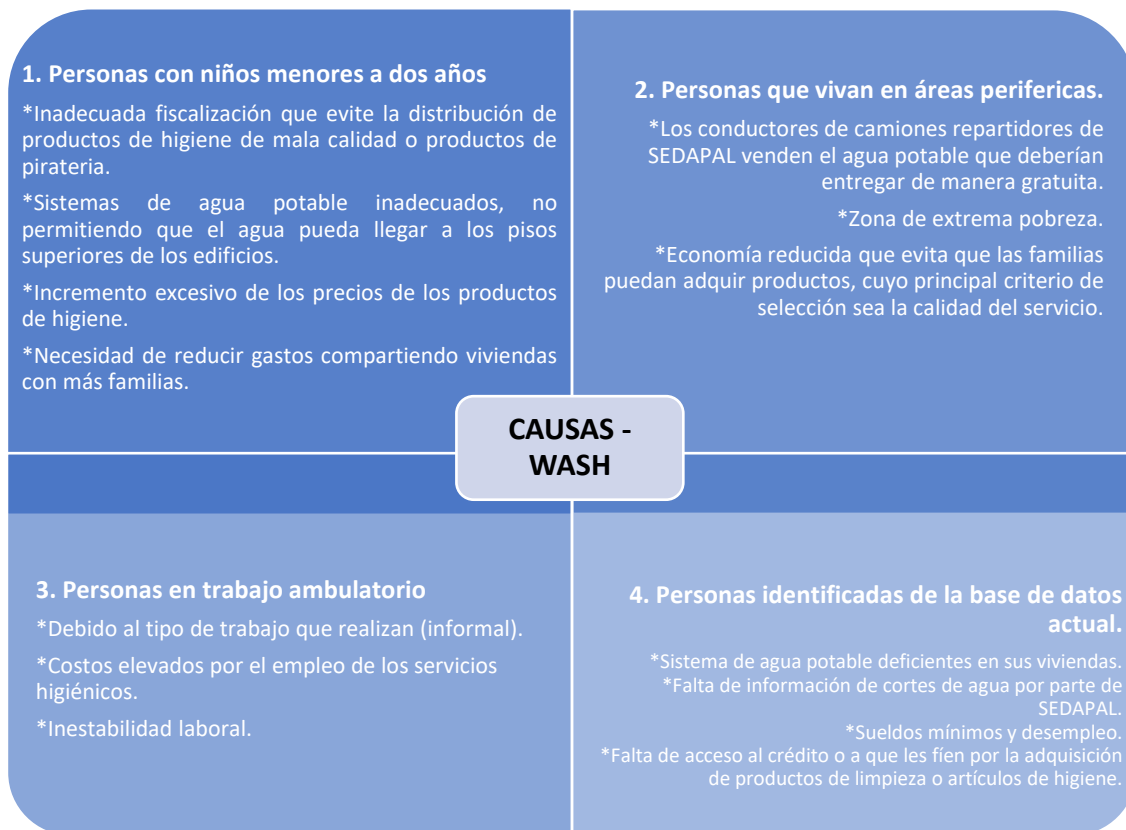 1. Personas con niños menores a dos años
*Inadecuada fiscalización que evite la distribución de
productos de higiene de mala calidad o productos de
pirateria.
*Sistemas de agua potable inadecuados, no
permitiendo que el agua pueda llegar a los pisos
superiores de los edificios.
*Incremento excesivo de los precios de los productos
de higiene.
*Necesidad de reducir gastos compartiendo viviendas
con más familias.
2. Personas que vivan en áreas perifericas.
*Los conductores de camiones repartidores de
SEDAPAL venden el agua potable que deberían
entregar de manera gratuita.
*Zona de extrema pobreza.
*Economía reducida que evita que las familias
puedan adquir productos, cuyo principal criterio de
selección sea la calidad del servicio.
CAUSAS -
WASH
3. Personas en trabajo ambulatorio
*Debido al tipo de trabajo que realizan (informal).
*Costos elevados por el empleo de los servicios
higiénicos.
*Inestabilidad laboral.
4. Personas identificadas de la base de datos
actual.
*Sistema de agua potable deficientes en sus viviendas.
*Falta de información de cortes de agua por parte de
SEDAPAL.
*Sueldos mínimos y desempleo.
*Falta de acceso al crédito o a que les fíen por la adquisición
de productos de limpieza o artículos de higiene.